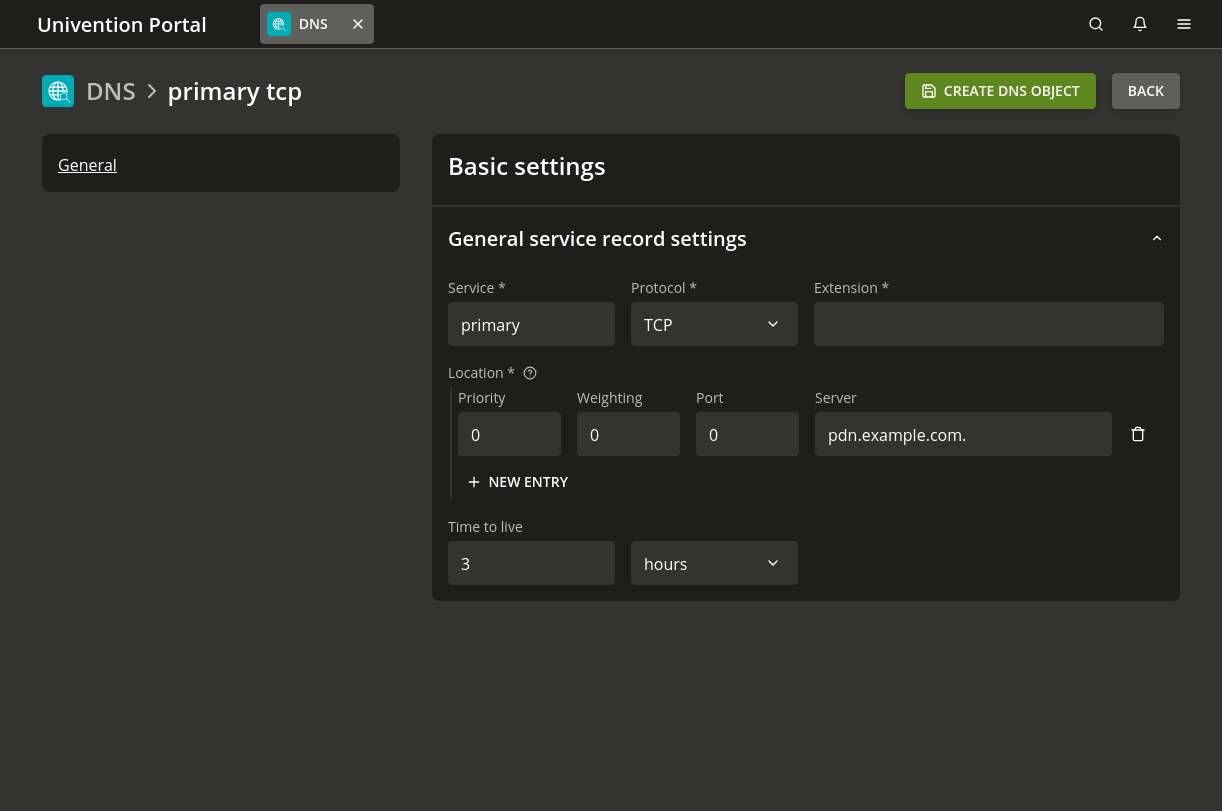 Univention Portal
DNS
DNS > primary tcp
CREATE DNS OBJECT
BACK
General
Basic settings
General service record settings
Service * Protocol * Extension *
primary TCP
Location *
Priority Weighting Port Server
0 0 0 pdn.example.com.
+ NEW ENTRY
Time to live
3 hours